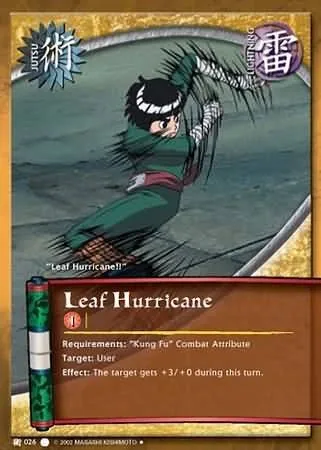 JUTSU 術
LIGHTNING 雷
"Leaf Hurricane!!"
Leaf Hurricane
Requirements: "Kung Fu" Combat Attribute
Target: User
Effect: The target gets +3/+0 during this turn.
026 © 2002 MASASHI KISHIMOTO